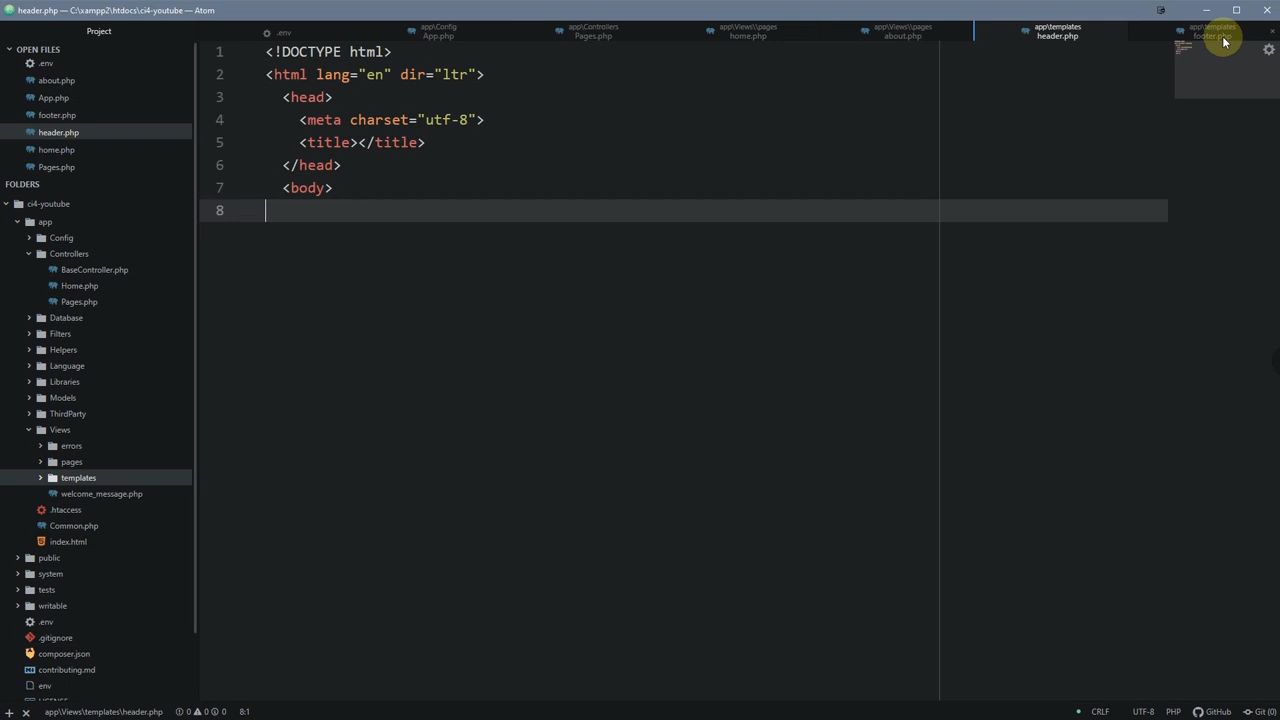 header.php — C:\xampp2\htdocs\ci4-youtube — Atom
Project
.env
app\Config
App.php
app\Controllers
Pages.php
app\Views\pages
home.php
app\Views\pages
about.php
app\templates
header.php
app\templates
footer.php
OPEN FILES
.env
about.php
App.php
footer.php
header.php
home.php
Pages.php
FOLDERS
ci4-youtube
app
Config
Controllers
BaseController.php
Home.php
Pages.php
Database
Filters
Helpers
Language
Libraries
Models
ThirdParty
Views
errors
pages
templates
welcome_message.php
.htaccess
Common.php
index.html
public
system
tests
writable
.env
.gitignore
composer.json
contributing.md
env
1 <!DOCTYPE html>
2 <html lang="en" dir="ltr">
3 <head>
4 <meta charset="utf-8">
5 <title></title>
6 </head>
7 <body>
8
app\Views\templates\header.php 0 0 0 8:1 CRLF UTF-8 PHP GitHub Git (0)